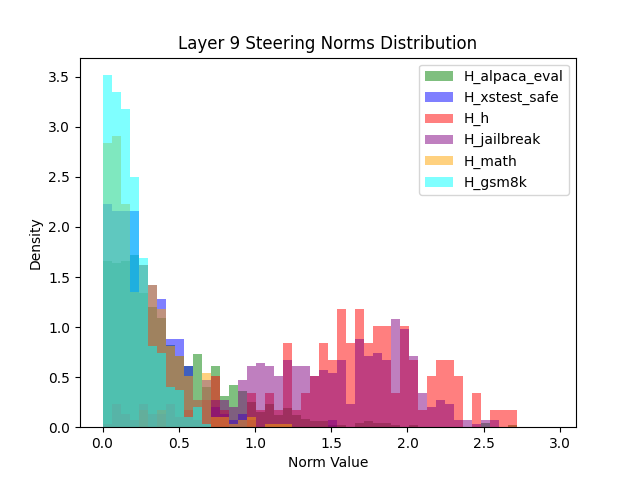 Layer 9 Steering Norms Distribution
H_alpaca_eval
H_xstest_safe
H_h
H_jailbreak
H_math
H_gsm8k
Density
3.5
3.0
2.5
2.0
1.5
1.0
0.5
0.0
0.0 0.5 1.0 1.5 2.0 2.5 3.0
Norm Value